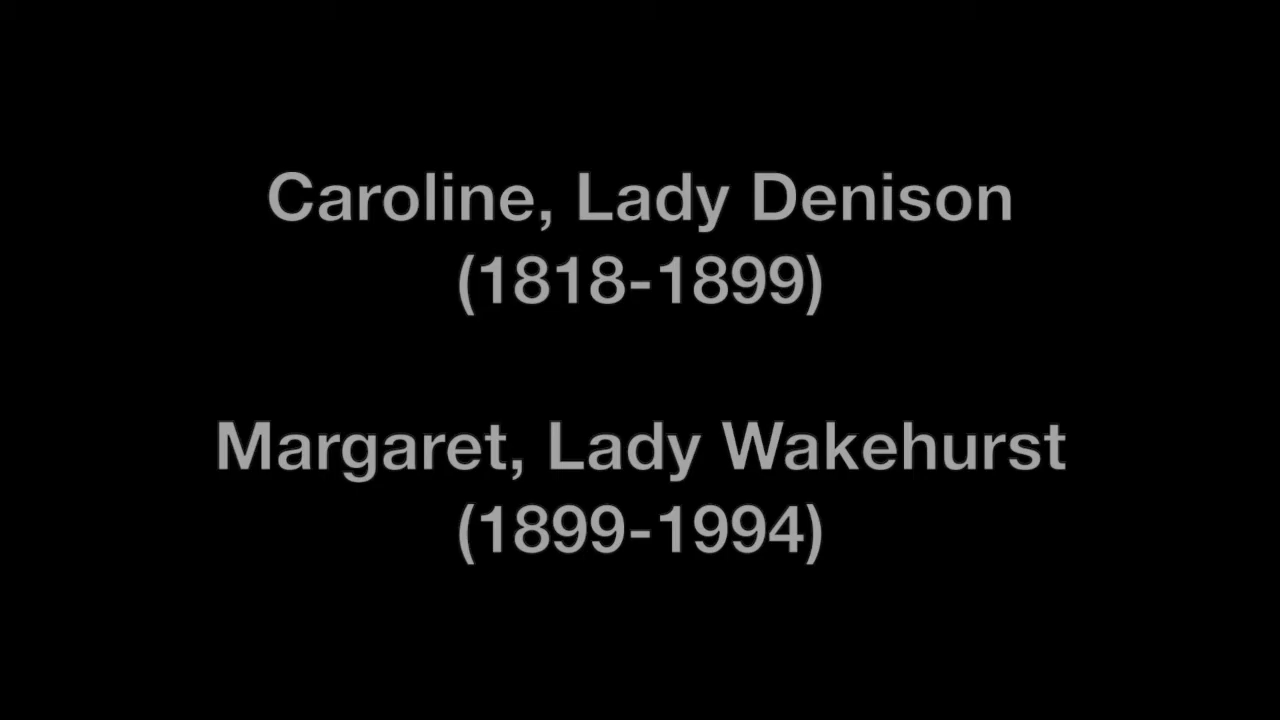 Caroline, Lady Denison
(1818-1899)
Margaret, Lady Wakehurst
(1899-1994)